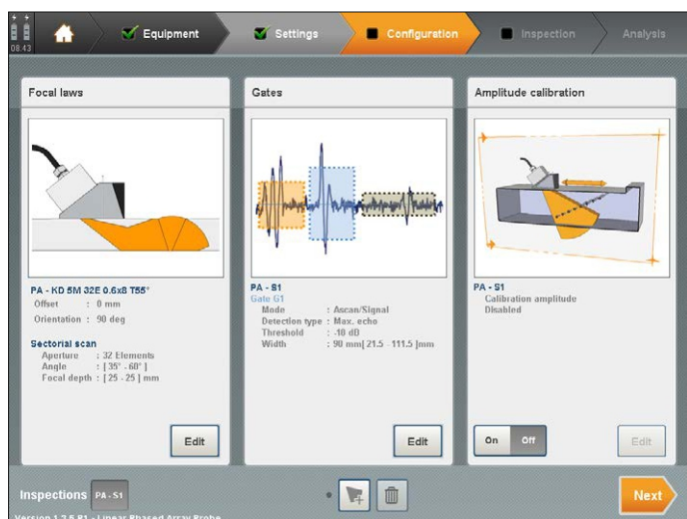 08.43
Equipment
Settings
Configuration
Inspection
Analysis
Focal laws
PA - KD 5M 32E 0.6x8 T55°
Offset : 0 mm
Orientation : 90 deg
Sectorial scan
Aperture : 32 Elements
Angle : [ 35° - 60° ]
Focal depth : [ 25 - 25 ] mm
Edit
Gates
PA - S1
Gate G1
Mode : Ascan/Signal
Detection type : Max. echo
Threshold : -18 dB
Width : 90 mm[ 21.5 - 111.5 ]mm
Edit
Amplitude calibration
PA - S1
Calibration amplitude
Disabled
On Off
Edit
Inspections PA - S1
Next
Version 1.2.5 R1 - Linear Phased Array Probe